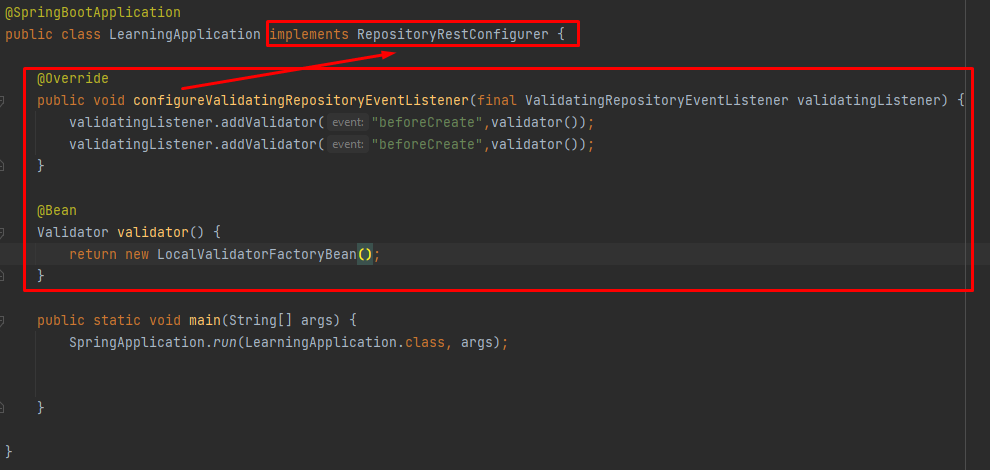 @SpringBootApplication
public class LearningApplication implements RepositoryRestConfigurer {
@Override
public void configureValidatingRepositoryEventListener(final ValidatingRepositoryEventListener validatingListener) {
validatingListener.addValidator( event: "beforeCreate",validator());
validatingListener.addValidator( event: "beforeCreate",validator());
}
@Bean
Validator validator() {
return new LocalValidatorFactoryBean();
}
public static void main(String[] args) {
SpringApplication.run(LearningApplication.class, args);
}
}